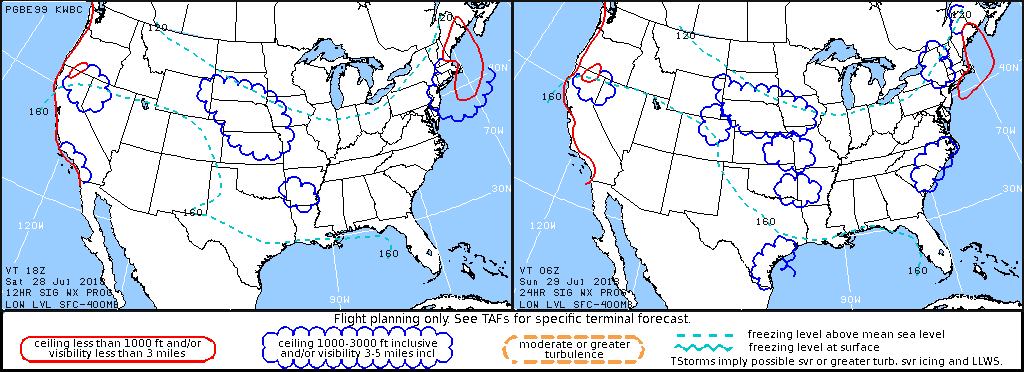 PGBE99 KWBC
120
120
160
160
160
40N
70W
30N
120W
90W
VT 18Z
Sat 28 Jul 2018
12HR SIG WX PROG
LOW LVL SFC-400MB
120
120
160
160
160
40N
70W
30N
120W
90W
VT 06Z
Sun 29 Jul 2018
24HR SIG WX PROG
LOW LVL SFC-400MB
Flight planning only. See TAFs for specific terminal forecast.
ceiling less than 1000 ft and/or
visibility less than 3 miles
ceiling 1000-3000 ft inclusive
and/or visibility 3-5 miles incl
moderate or greater
turbulence
freezing level above mean sea level
freezing level at surface
TStorms imply possible svr or greater turb. svr icing and LLWS.